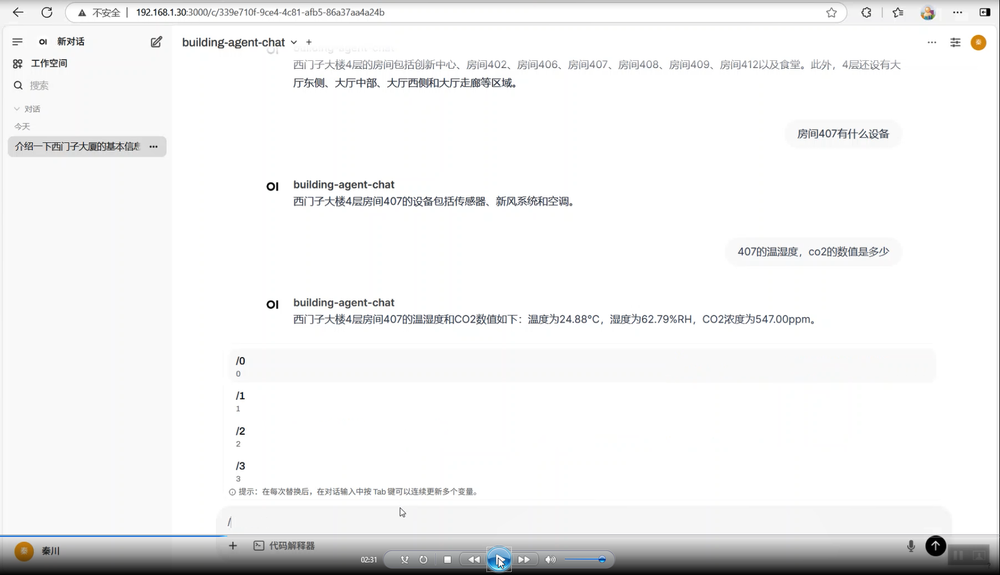 不安全 192.168.1.30:3000/c/339e710f-9ce4-4c81-afb5-86a37aa4a24b
OI 新对话
工作空间
搜索
对话
今天
介绍一下西门子大厦的基本信息
building-agent-chat
秦
building-agent-chat
西门子大楼4层的房间包括创新中心、房间402、房间406、房间407、房间408、房间409、房间412以及食堂。此外，4层还设有大
厅东侧、大厅中部、大厅西侧和大厅走廊等区域。
房间407有什么设备
OI building-agent-chat
西门子大楼4层房间407的设备包括传感器、新风系统和空调。
407的温湿度，co2的数值是多少
OI building-agent-chat
西门子大楼4层房间407的温湿度和CO2数值如下：温度为24.88°C，湿度为62.79%RH，CO2浓度为547.00ppm。
/0
0
/1
1
/2
2
/3
3
提示：在每次替换后，在对话输入中按 Tab 键可以连续更新多个变量。
/
代码解释器
秦 秦川
02:31